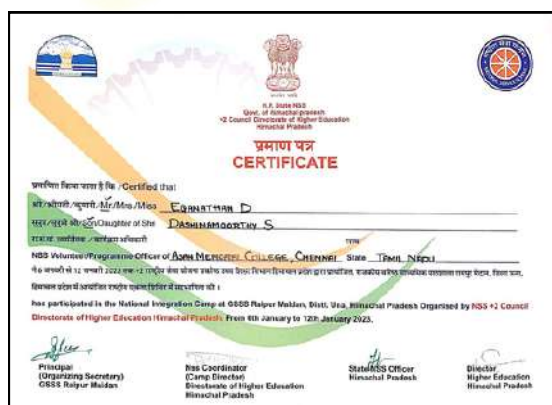 H.P. State NSS
Govt. of Himachal Pradesh
+2 Council Directorate of Higher Education
Himachal Pradesh
प्रमाण पत्र
CERTIFICATE
प्रमाणित किया जाता है कि /Certified that
श्री/श्रीमती/कुमारी/Mr/Mrs/Miss EGANATHAN D
सुपुत्र/सुपुत्री श्री/Son/Daughter of Sh DASHINAMOORTHY S
NSS Volunteer/Programme Officer of ASAN MEMORIAL COLLEGE, CHENNAI State TAMIL NADU
has participated in the National Integration Camp at GSSS Raipur Maidan, Distt. Una, Himachal Pradesh Organised by NSS +2 Council
Directorate of Higher Education Himachal Pradesh. From 6th January to 12th January 2023.
Principal
(Organizing Secretary)
GSSS Raipur Maidan
Nss Coordinator
(Camp Director)
Directorate of Higher Education
Himachal Pradesh
State NSS Officer
Himachal Pradesh
Director
Higher Education
Himachal Pradesh